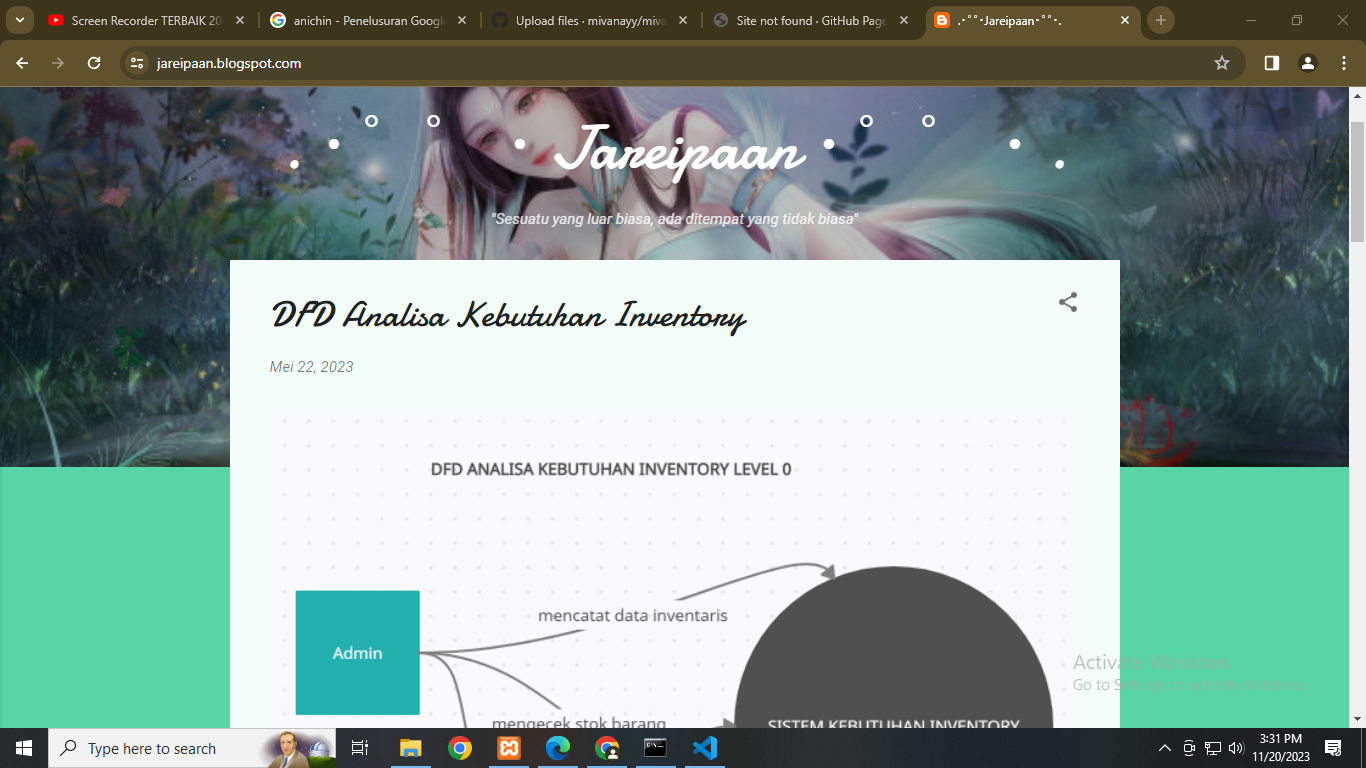 Screen Recorder TERBAIK 20
anichin - Penelusuran Googl
Upload files · mivanayy/miva
Site not found · GitHub Page
.·°°·Jareipaan·°°·.
jareipaan.blogspot.com
.·°°·Jareipaan·°°·.
"Sesuatu yang luar biasa, ada ditempat yang tidak biasa"
DFD Analisa Kebutuhan Inventory
Mei 22, 2023
DFD ANALISA KEBUTUHAN INVENTORY LEVEL 0
mencatat data inventaris
Admin
mengecek stok barang
SISTEM KEBUTUHAN INVENTORY
Activate Windows
Go to Settings to activate Windows.
Type here to search
3:31 PM
11/20/2023